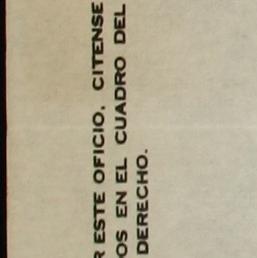 R ESTE OFICIO, CITENSE
OS EN EL CUADRO DEL
DERECHO.